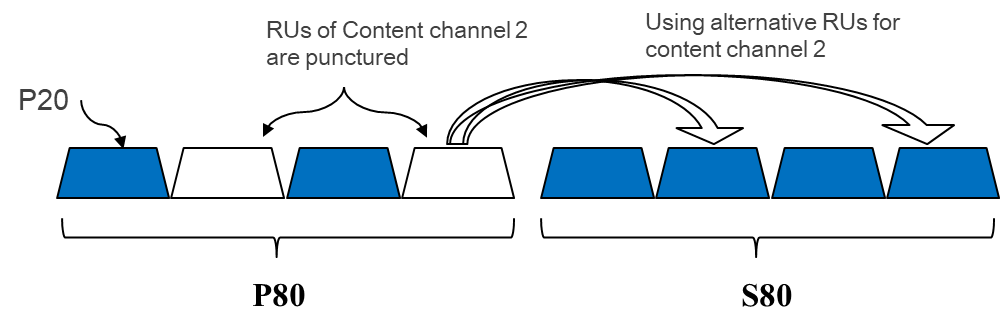 RUs of Content channel 2
are punctured
Using alternative RUs for
content channel 2
P20
P80
S80